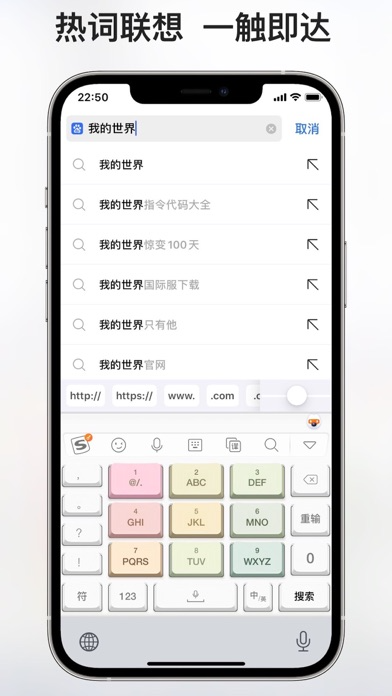 热词联想 一触即达
22:50
我的世界
取消
我的世界
我的世界指令代码大全
我的世界惊变100天
我的世界国际服下载
我的世界只有他
我的世界官网
http://
https://
www.
.com
S
译
,
1
@/.
2
ABC
3
DEF
。
4
GHI
5
JKL
6
MNO
重输
?
7
PQRS
8
TUV
9
WXYZ
0
!
符
123
中/英
搜索